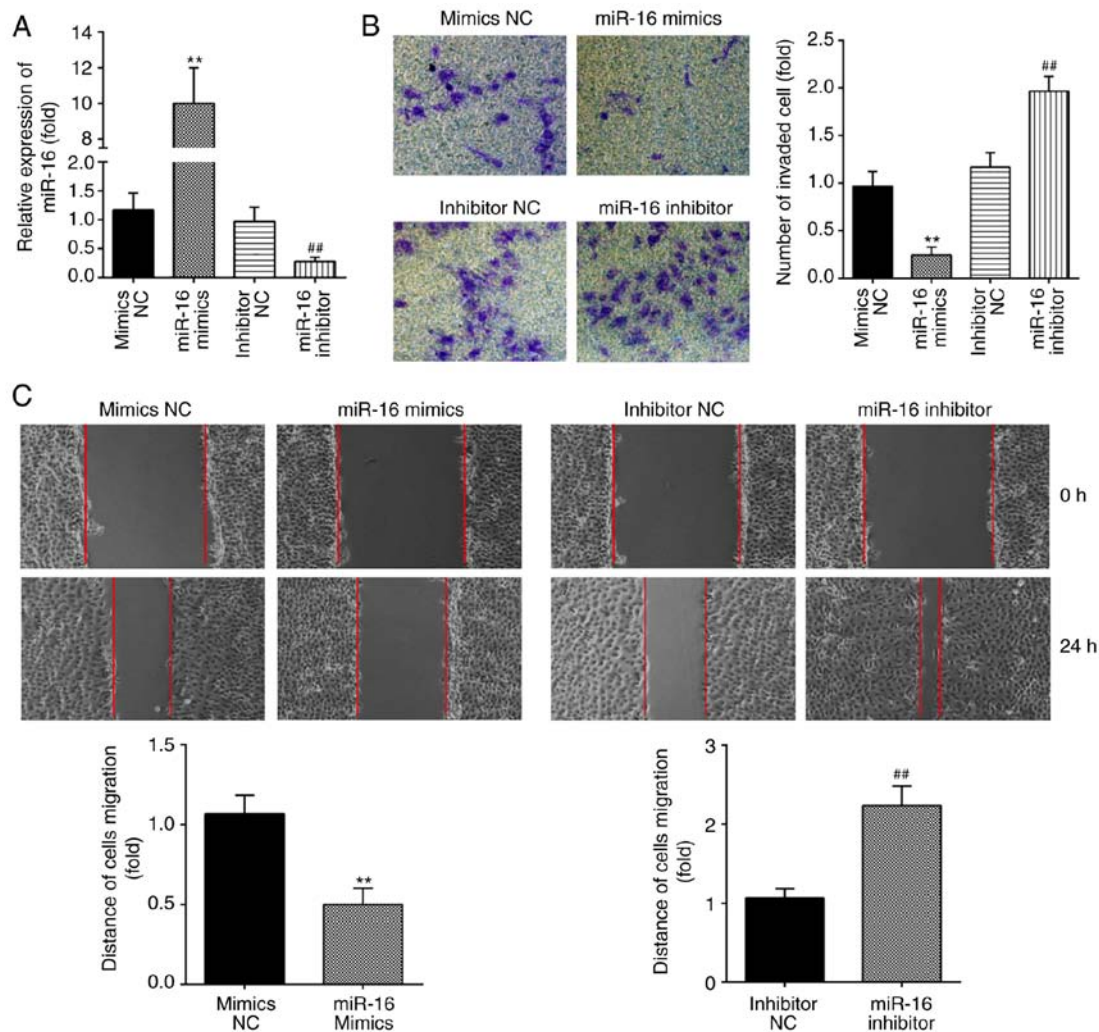 A
Relative expression of
miR-16 (fold)
14
12
10
8
2.0
1.5
1.0
0.5
0.0
**
##
Mimics
NC
miR-16
mimics
Inhibitor
NC
miR-16
inhibitor
B
Mimics NC
miR-16 mimics
Inhibitor NC
miR-16 inhibitor
Number of invaded cell (fold)
2.5
2.0
1.5
1.0
0.5
0.0
**
##
Mimics
NC
miR-16
mimics
Inhibitor
NC
miR-16
inhibitor
C
Mimics NC
miR-16 mimics
Inhibitor NC
miR-16 inhibitor
0 h
24 h
Distance of cells migration
(fold)
1.5
1.0
0.5
0.0
**
Mimics
NC
miR-16
Mimics
Distance of cells migration
(fold)
3
2
1
0
##
Inhibitor
NC
miR-16
inhibitor